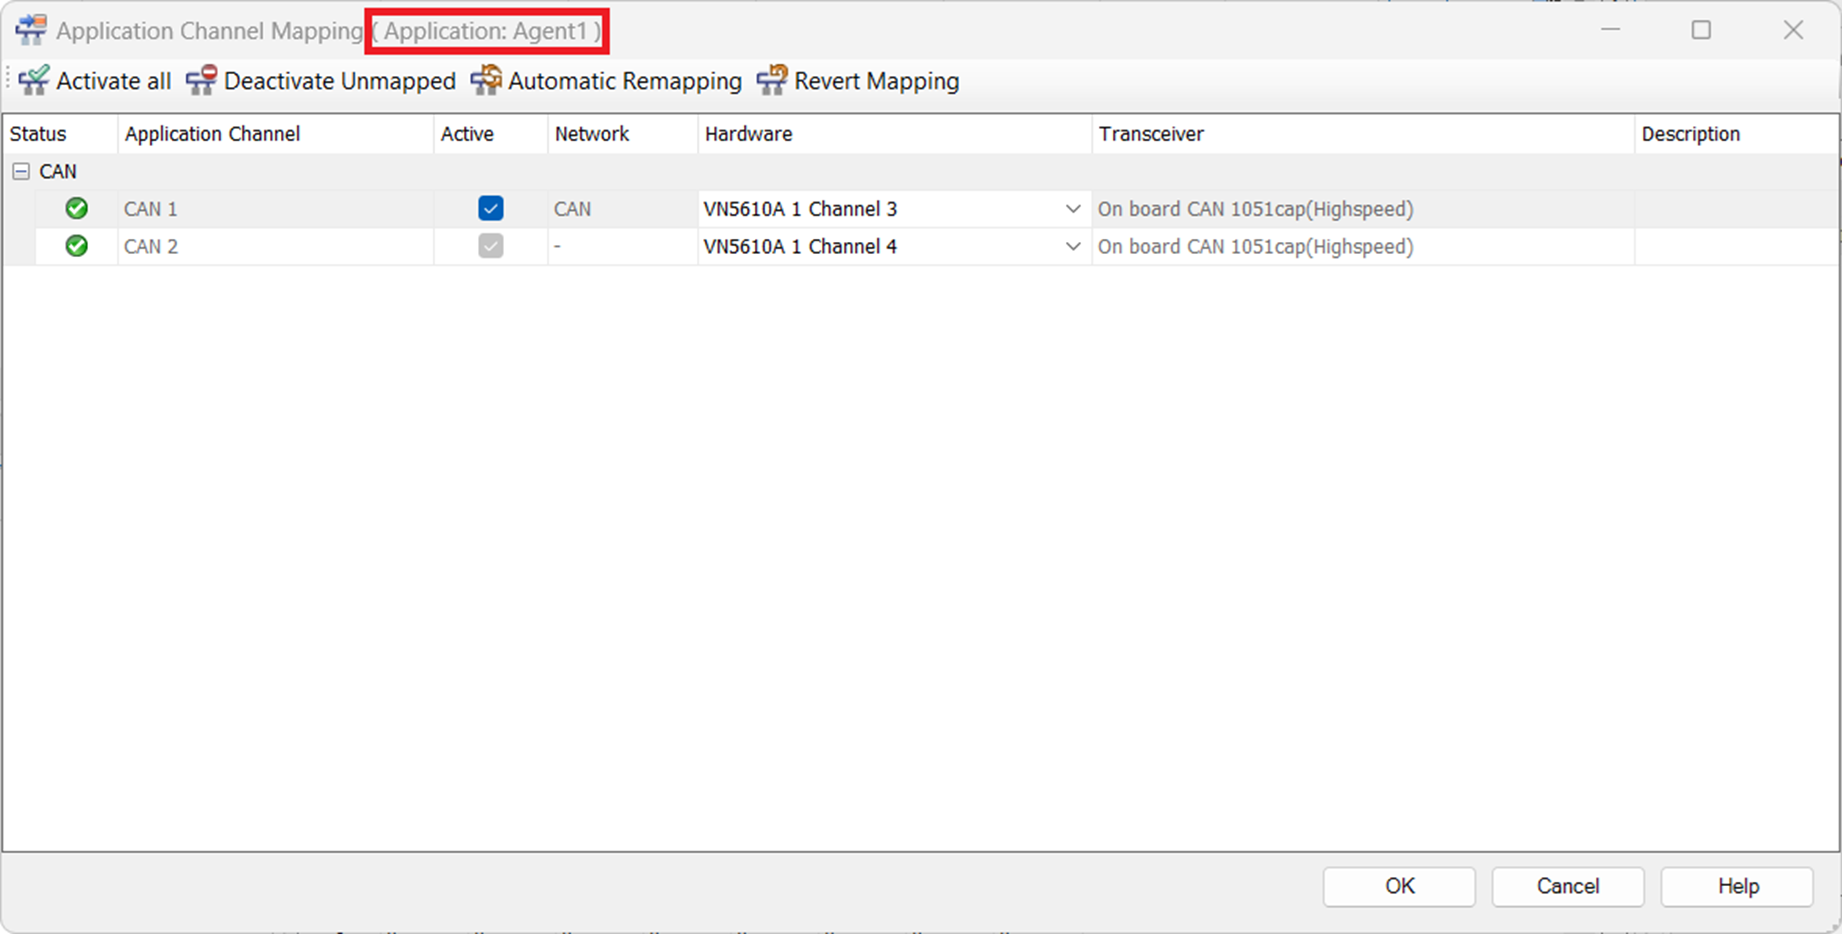 Application Channel Mapping ( Application: Agent1 )
Activate all Deactivate Unmapped Automatic Remapping Revert Mapping
Status Application Channel Active Network Hardware Transceiver Description
CAN
CAN 1 CAN VN5610A 1 Channel 3 On board CAN 1051cap(Highspeed)
CAN 2 - VN5610A 1 Channel 4 On board CAN 1051cap(Highspeed)
OK Cancel Help